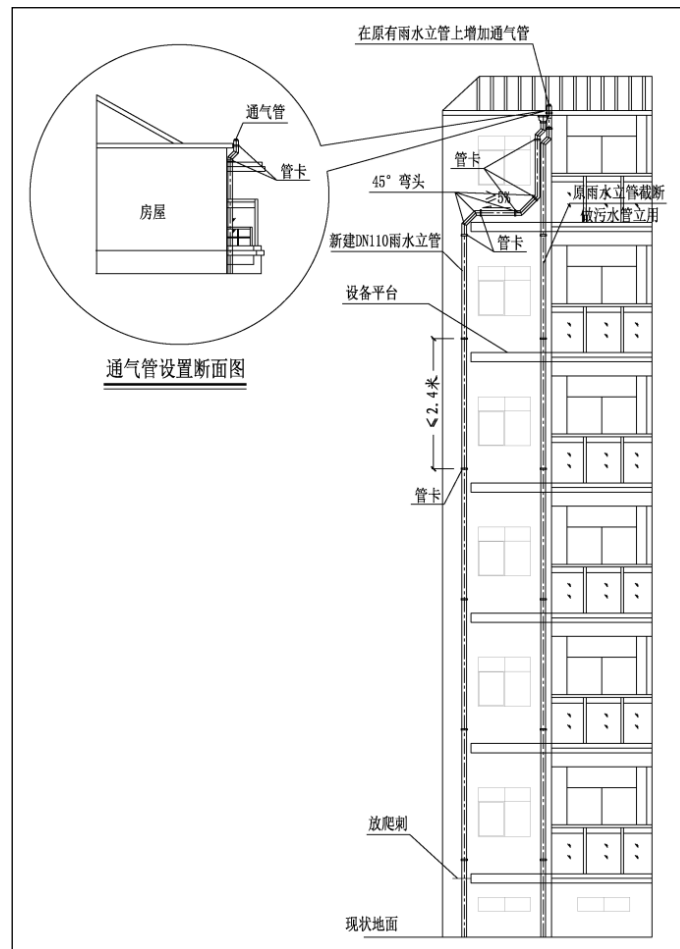 在原有雨水立管上增加通气管
通气管
管卡
房屋
通气管设置断面图
管卡
45°弯头
≥5%
原雨水立管截断
做污水管立用
新建DN110雨水立管
管卡
设备平台
≤2.4米
管卡
放爬刺
现状地面